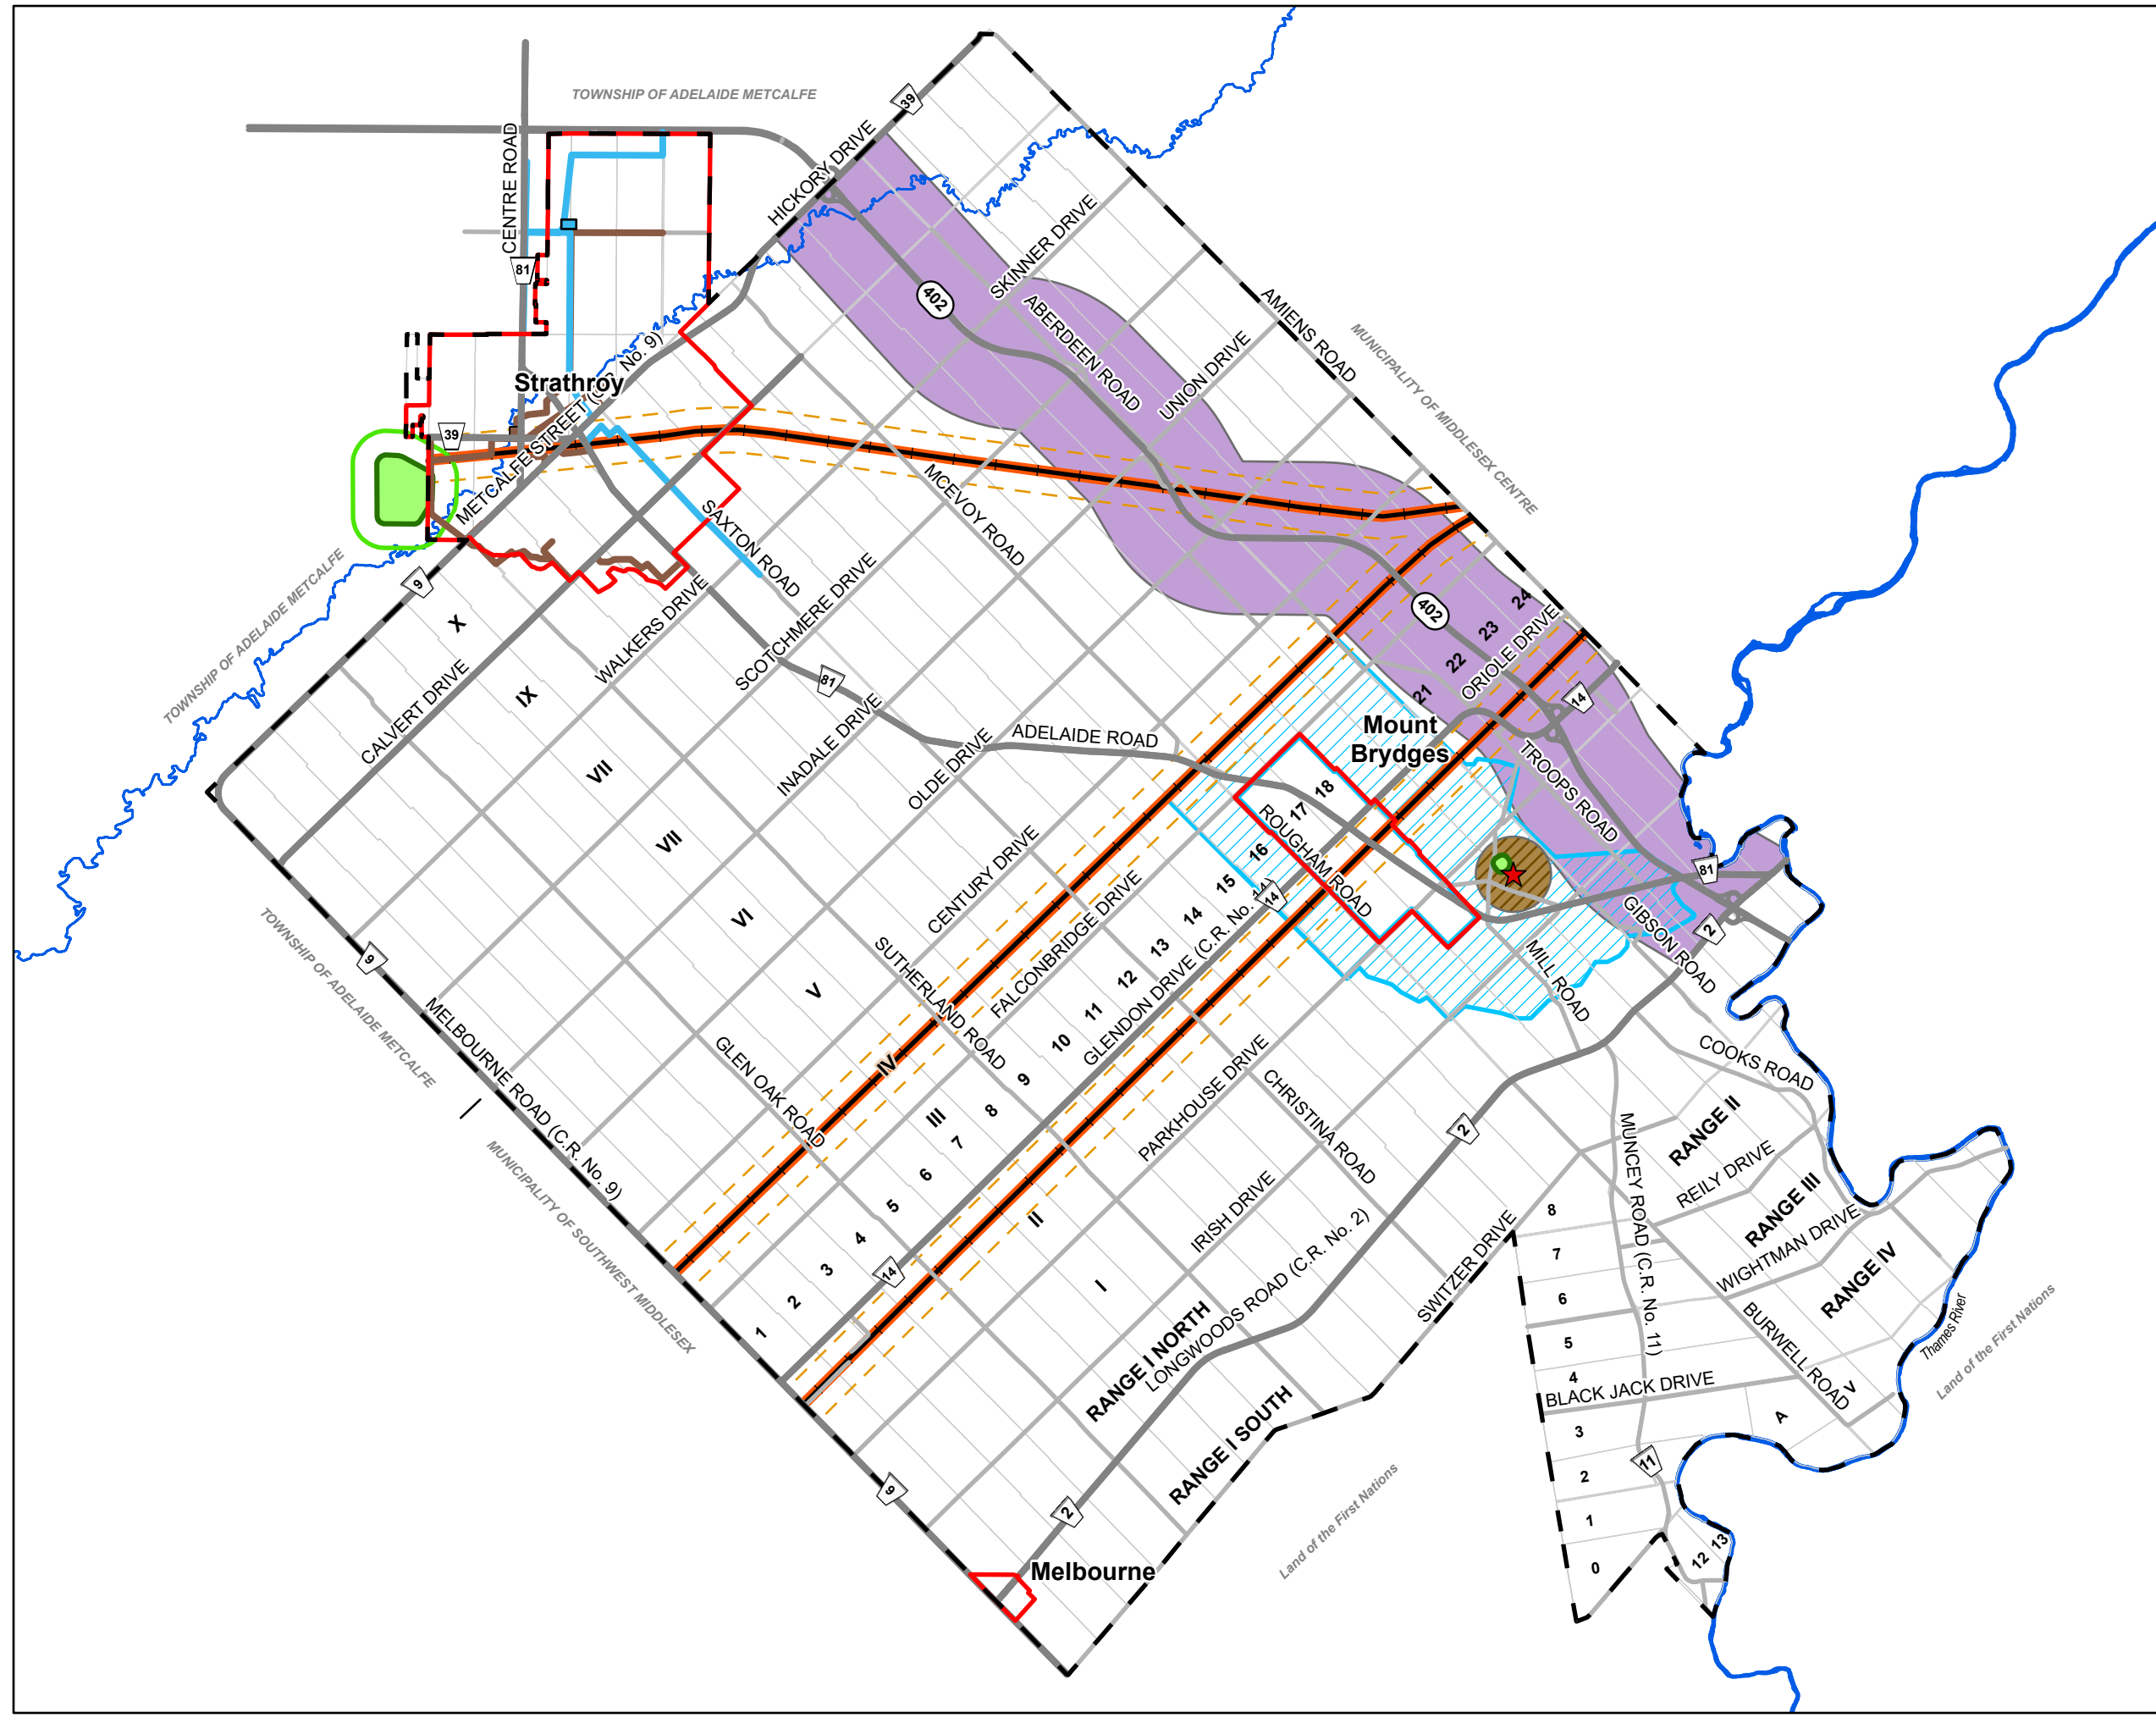 TOWNSHIP OF ADELAIDE METCALFE
39
HICKORY DRIVE
CENTRE ROAD
81
402
SKINNER DRIVE
ABERDEEN ROAD
AMIENS ROAD
UNION DRIVE
MUNICIPALITY OF MIDDLESEX CENTRE
Strathroy
METCALFE STREET (C.R. No. 9)
39
MCEVOY ROAD
SAXTON ROAD
TOWNSHIP OF ADELAIDE METCALFE
9
X
WALKERS DRIVE
SCOTCHMERE DRIVE
402
24
23
22
21
ORIOLE DRIVE
14
CALVERT DRIVE
IX
81
INADALE DRIVE
ADELAIDE ROAD
OLDE DRIVE
Mount
Brydges
TROOPS ROAD
VII
18
17
ROUGHAM ROAD
16
15
14
13
12
11
10
9
8
7
6
5
4
3
2
1
VII
CENTURY DRIVE
FALCONBRIDGE DRIVE
14
81
2
GIBSON ROAD
VI
SUTHERLAND ROAD
GLENDON DRIVE (C.R. No.
MILL ROAD
V
9
TOWNSHIP OF ADELAIDE METCALFE
MELBOURNE ROAD (C.R. No. 9)
GLEN OAK ROAD
IV
III
COOKS ROAD
PARKHOUSE DRIVE
CHRISTINA ROAD
2
MUNICIPALITY OF SOUTHWEST MIDDLESEX
RANGE II
MUNCEY ROAD (C.R. No. 11)
REILY DRIVE
RANGE III
WIGHTMAN DRIVE
RANGE IV
II
IRISH DRIVE
14
I
LONGWOODS ROAD (C.R. No. 2)
SWITZER DRIVE
8
7
6
5
4
3
2
1
0
BURWELL ROAD
Thames River
Land of the First Nations
BLACK JACK DRIVE
V
A
RANGE I NORTH
RANGE I SOUTH
11
9
2
Land of the First Nations
12
13
Melbourne